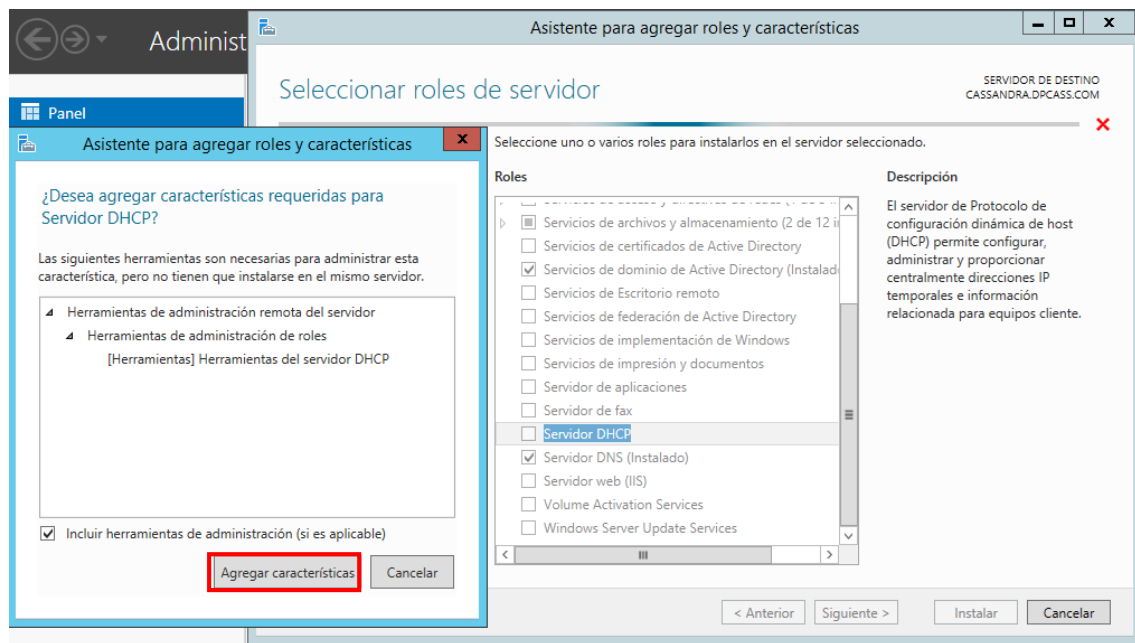 Administ
Panel
Asistente para agregar roles y características
Seleccionar roles de servidor
SERVIDOR DE DESTINO
CASSANDRA.DPCASS.COM
Asistente para agregar roles y características
¿Desea agregar características requeridas para
Servidor DHCP?
Las siguientes herramientas son necesarias para administrar esta
característica, pero no tienen que instalarse en el mismo servidor.
Herramientas de administración remota del servidor
Herramientas de administración de roles
[Herramientas] Herramientas del servidor DHCP
Incluir herramientas de administración (si es aplicable)
Agregar características
Cancelar
Seleccione uno o varios roles para instalarlos en el servidor seleccionado.
Roles
Servicios de archivos y almacenamiento (2 de 12 i
Servicios de certificados de Active Directory
Servicios de dominio de Active Directory (Instalad
Servicios de Escritorio remoto
Servicios de federación de Active Directory
Servicios de implementación de Windows
Servicios de impresión y documentos
Servidor de aplicaciones
Servidor de fax
Servidor DHCP
Servidor DNS (Instalado)
Servidor web (IIS)
Volume Activation Services
Windows Server Update Services
Descripción
El servidor de Protocolo de
configuración dinámica de host
(DHCP) permite configurar,
administrar y proporcionar
centralmente direcciones IP
temporales e información
relacionada para equipos cliente.
< Anterior
Siguiente >
Instalar
Cancelar